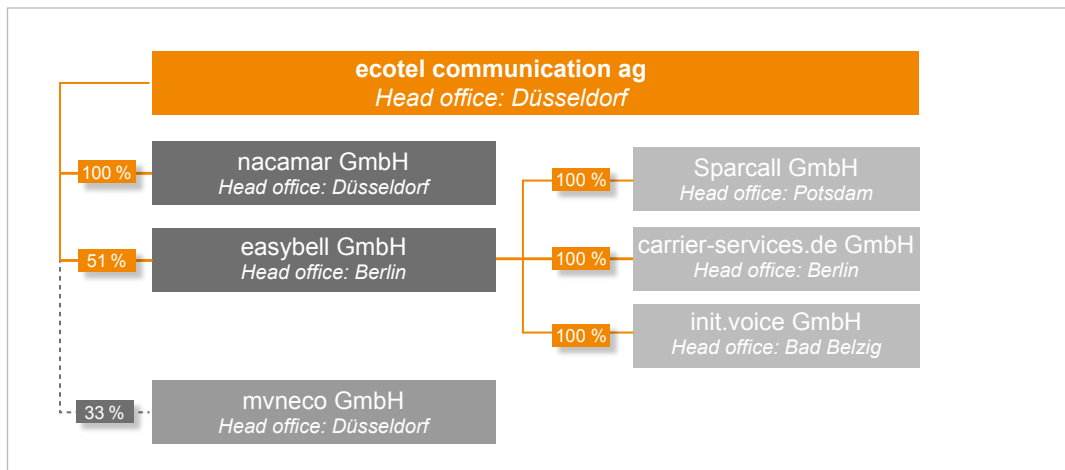 ecotel communication ag
Head office: Düsseldorf
100 %
nacamar GmbH
Head office: Düsseldorf
51 %
easybell GmbH
Head office: Berlin
100 %
Sparcall GmbH
Head office: Potsdam
100 %
carrier-services.de GmbH
Head office: Berlin
100 %
init.voice GmbH
Head office: Bad Belzig
33 %
mvneco GmbH
Head office: Düsseldorf